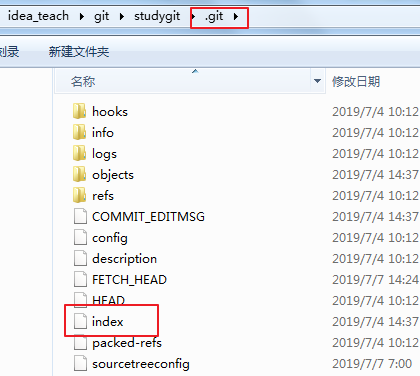 idea_teach ▸ git ▸ studygit ▸ .git ▸
刻录 新建文件夹
名称 修改日期
hooks 2019/7/4 10:12
info 2019/7/4 10:12
logs 2019/7/4 10:12
objects 2019/7/4 14:37
refs 2019/7/4 10:12
COMMIT_EDITMSG 2019/7/4 14:37
config 2019/7/4 10:12
description 2019/7/4 10:12
FETCH_HEAD 2019/7/7 14:24
HEAD 2019/7/4 10:12
index 2019/7/4 14:37
packed-refs 2019/7/4 10:12
sourcetreeconfig 2019/7/7 7:00